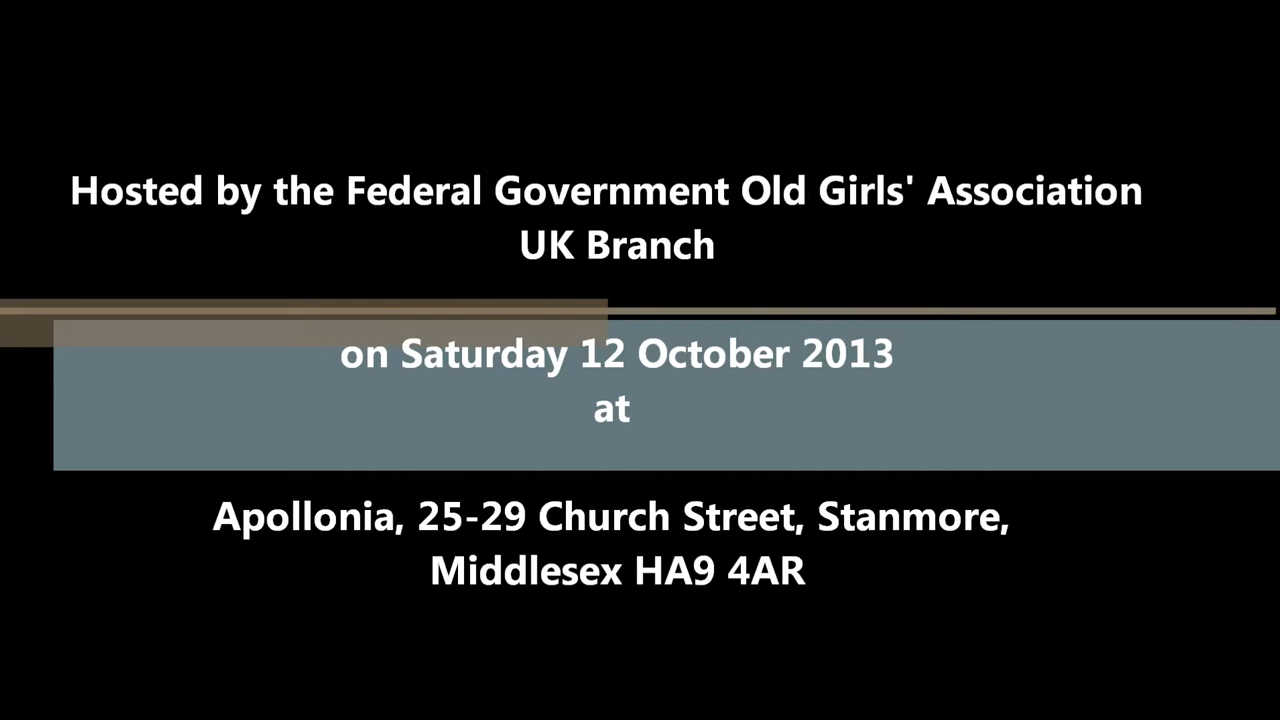 Hosted by the Federal Government Old Girls' Association
UK Branch
on Saturday 12 October 2013
at
Apollonia, 25-29 Church Street, Stanmore,
Middlesex HA9 4AR